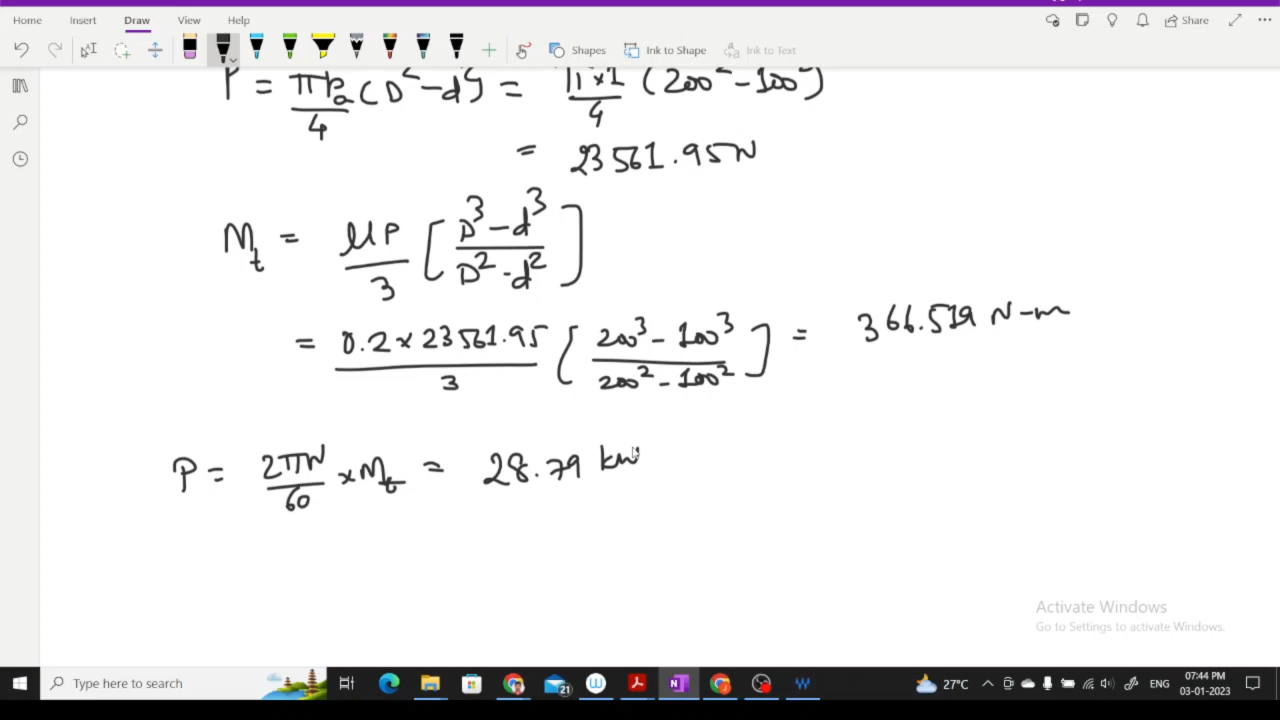 Home Insert Draw View Help Share
Shapes Ink to Shape Ink to Text
P = πPa/4 (D² - d²) = π×1/4 (200² - 100²)
= 23561.95N
Mt = μP/3 [D³ - d³ / D² - d²]
= 0.2 × 23561.95/3 [200³ - 100³ / 200² - 100²] = 366.519 N-m
P = 2πN/60 × Mt = 28.79 kW
Activate Windows
Go to Settings to activate Windows.
Type here to search 21 27°C ENG 07:44 PM
03-01-2023